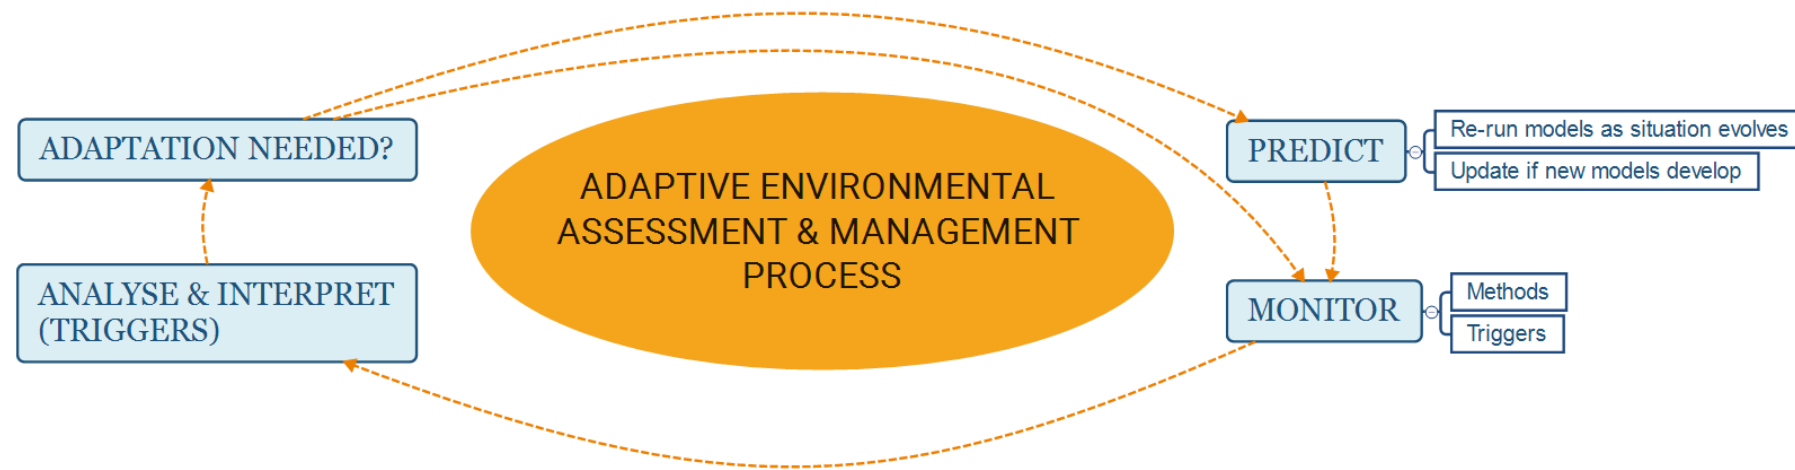 ADAPTATION NEEDED?
ANALYSE & INTERPRET
(TRIGGERS)
ADAPTIVE ENVIRONMENTAL
ASSESSMENT & MANAGEMENT
PROCESS
PREDICT
Re-run models as situation evolves
Update if new models develop
MONITOR
Methods
Triggers